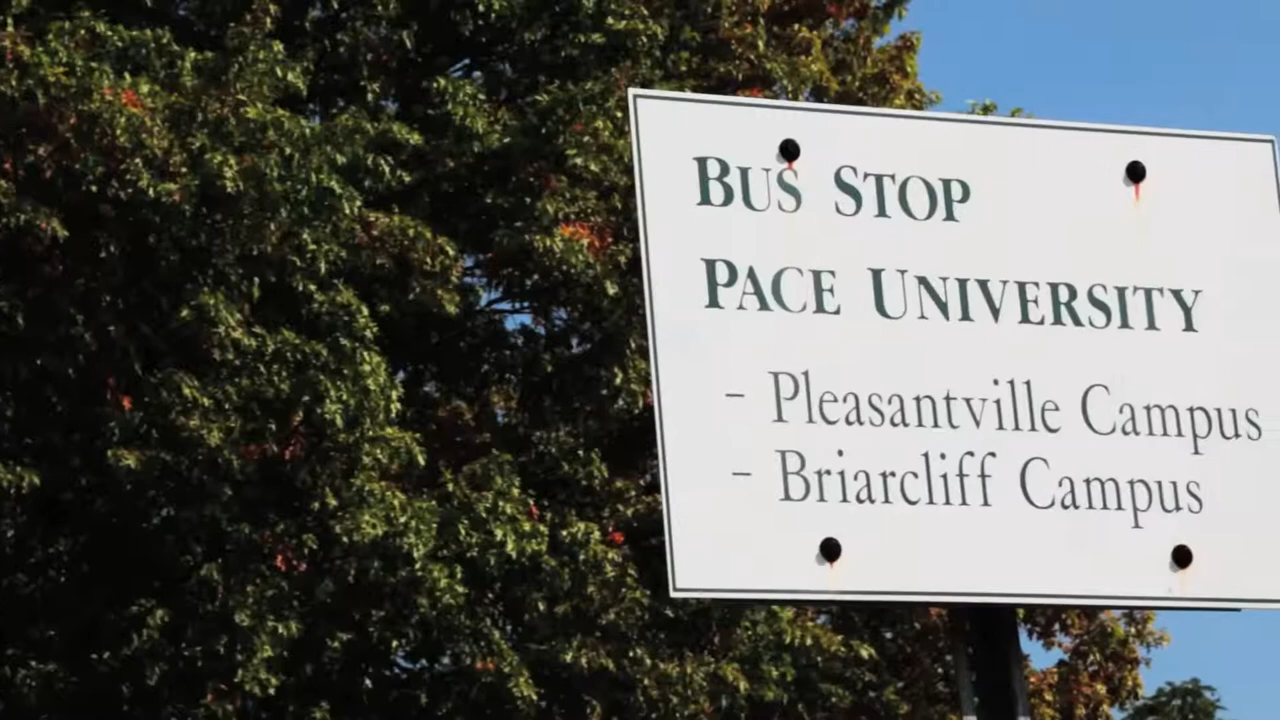 BUS STOP
PACE UNIVERSITY
- Pleasantville Campus
- Briarcliff Campus